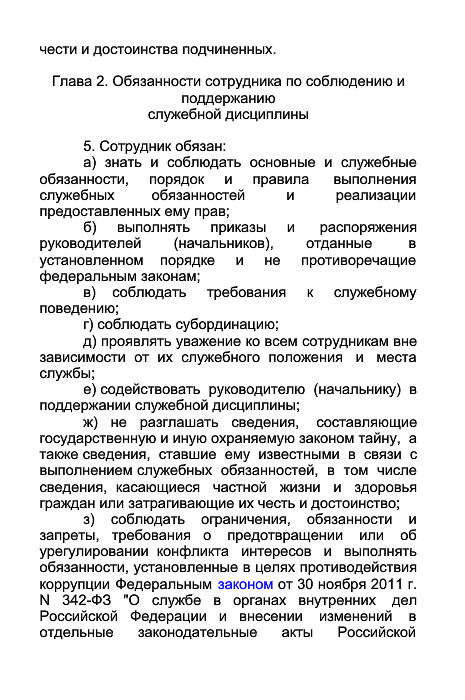 чести и достоинства подчиненных.
Глава 2. Обязанности сотрудника по соблюдению и
поддержанию
служебной дисциплины
5. Сотрудник обязан:
а) знать и соблюдать основные и служебные
обязанности, порядок и правила выполнения
служебных обязанностей и реализации
предоставленных ему прав;
б) выполнять приказы и распоряжения
руководителей (начальников), отданные в
установленном порядке и не противоречащие
федеральным законам;
в) соблюдать требования к служебному
поведению;
г) соблюдать субординацию;
д) проявлять уважение ко всем сотрудникам вне
зависимости от их служебного положения и места
службы;
е) содействовать руководителю (начальнику) в
поддержании служебной дисциплины;
ж) не разглашать сведения, составляющие
государственную и иную охраняемую законом тайну, а
также сведения, ставшие ему известными в связи с
выполнением служебных обязанностей, в том числе
сведения, касающиеся частной жизни и здоровья
граждан или затрагивающие их честь и достоинство;
з) соблюдать ограничения, обязанности и
запреты, требования о предотвращении или об
урегулировании конфликта интересов и выполнять
обязанности, установленные в целях противодействия
коррупции Федеральным законом от 30 ноября 2011 г.
N 342-ФЗ "О службе в органах внутренних дел
Российской Федерации и внесении изменений в
отдельные законодательные акты Российской